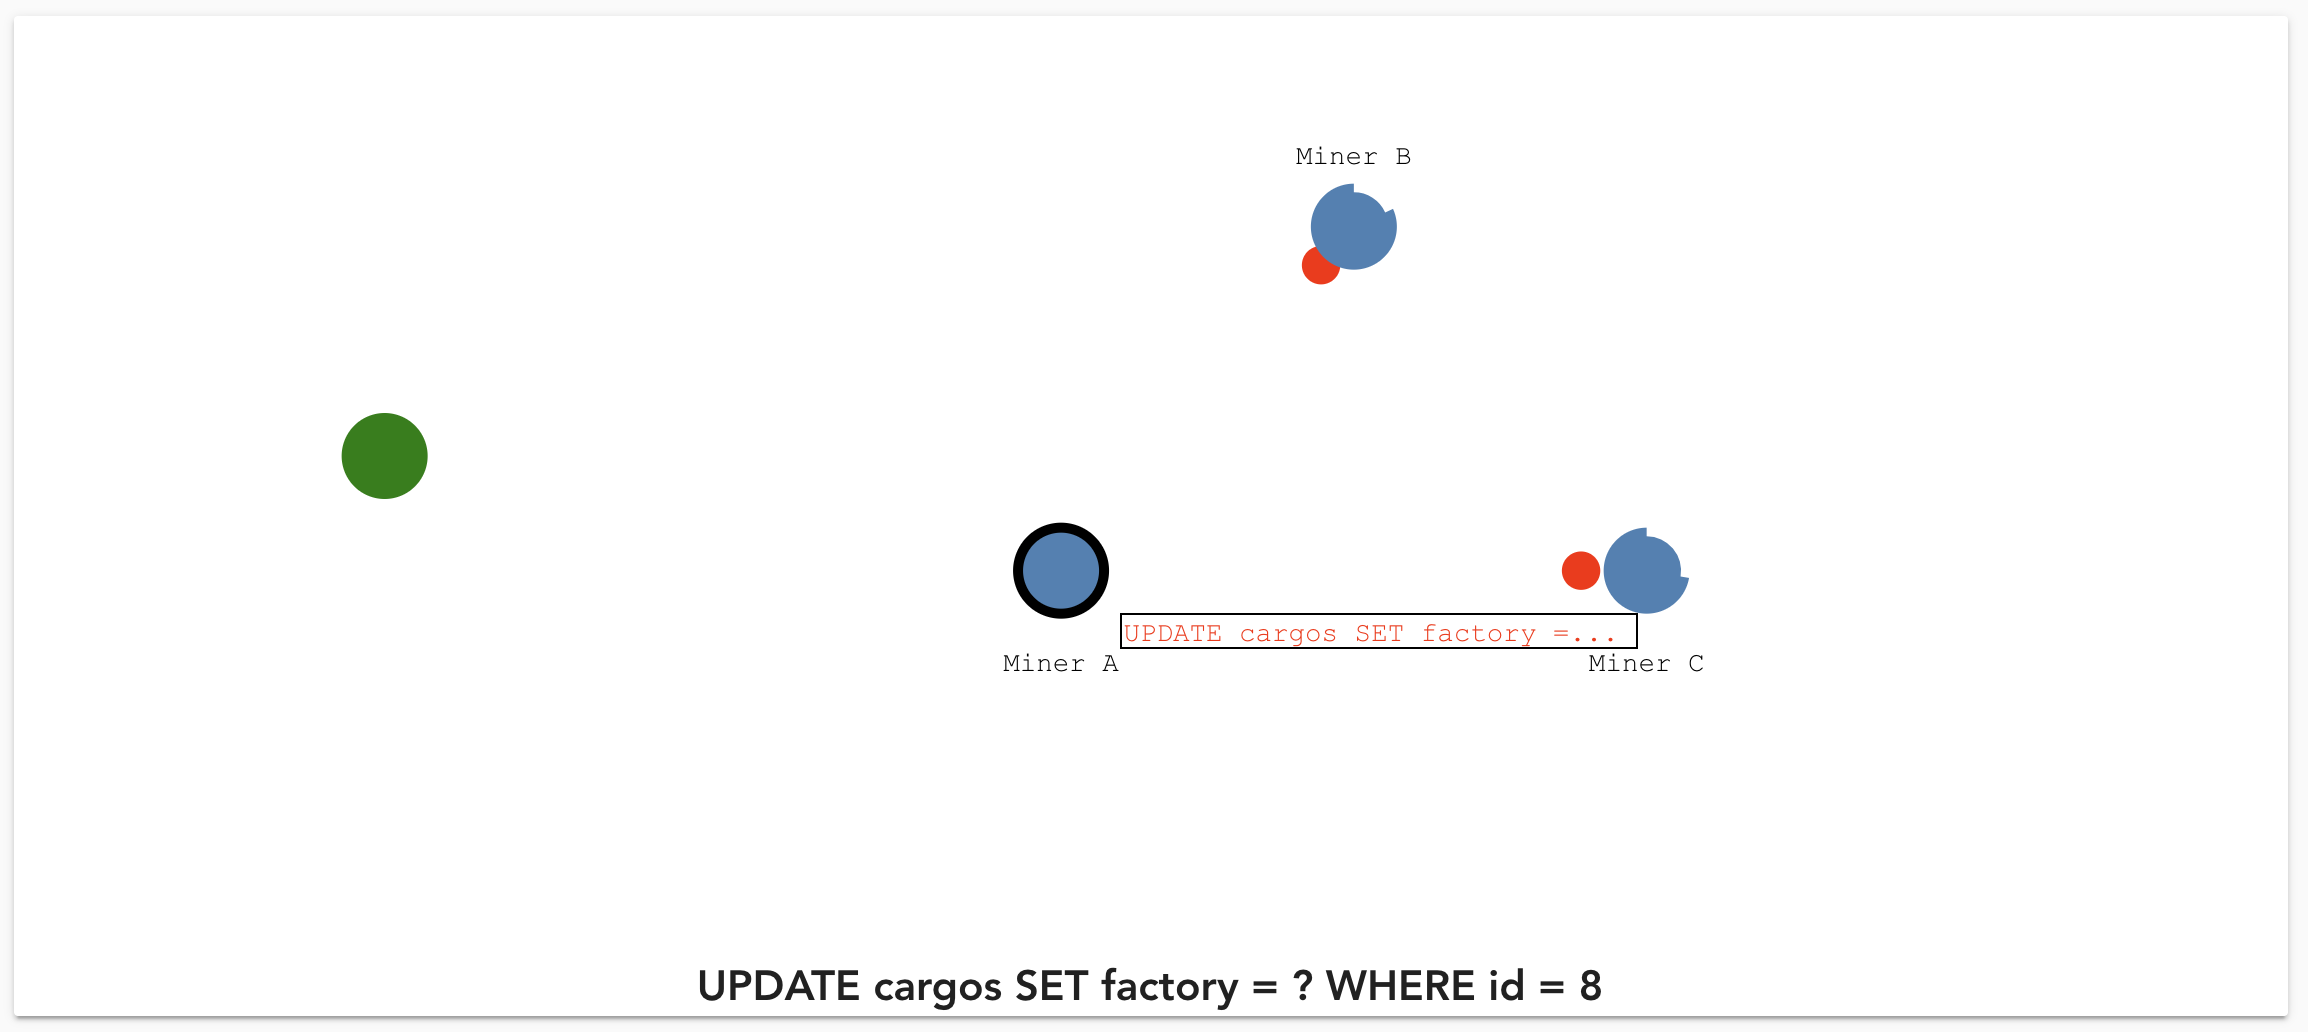 Miner B
UPDATE cargos SET factory =...
Miner A
Miner C
UPDATE cargos SET factory = ? WHERE id = 8